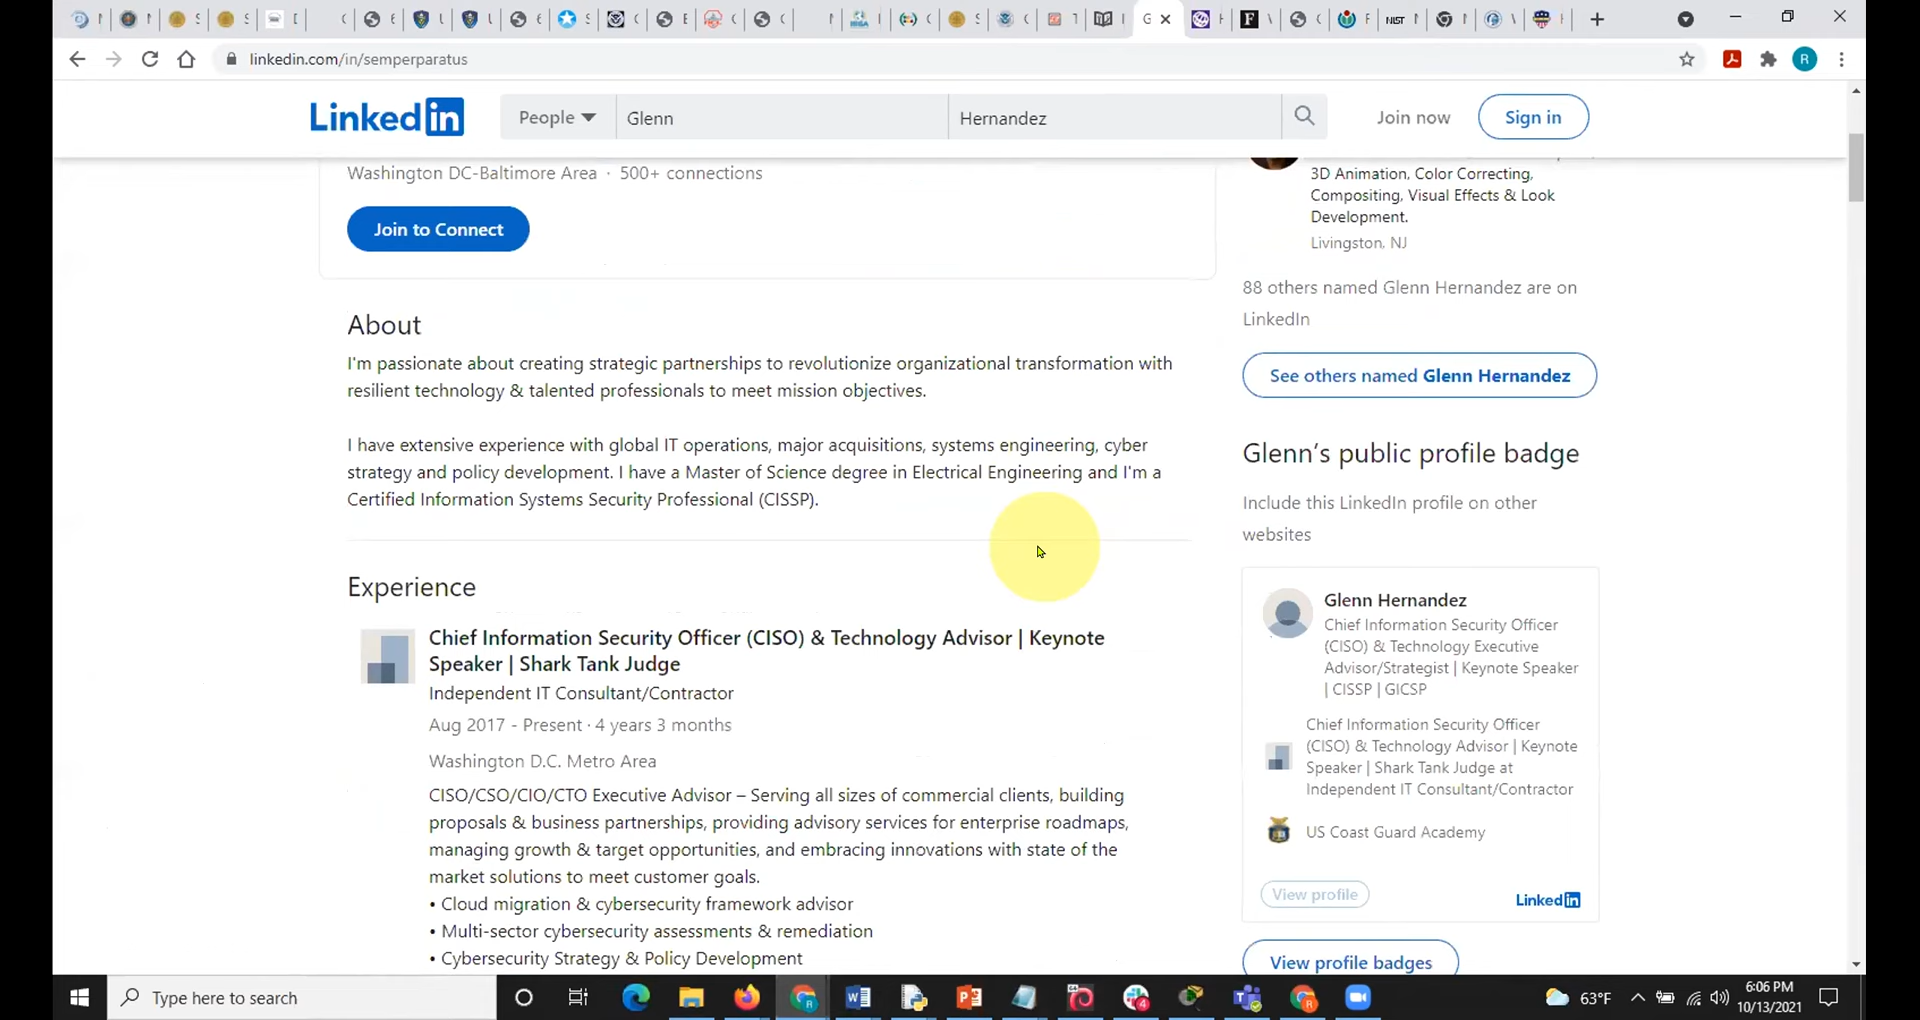 linkedin.com/in/semperparatus
R
NIST
LinkedIn
People
Glenn
Hernandez
Join now
Sign in
Washington DC-Baltimore Area · 500+ connections
Join to Connect
About
I'm passionate about creating strategic partnerships to revolutionize organizational transformation with
resilient technology & talented professionals to meet mission objectives.
I have extensive experience with global IT operations, major acquisitions, systems engineering, cyber
strategy and policy development. I have a Master of Science degree in Electrical Engineering and I'm a
Certified Information Systems Security Professional (CISSP).
Experience
Chief Information Security Officer (CISO) & Technology Advisor | Keynote
Speaker | Shark Tank Judge
Independent IT Consultant/Contractor
Aug 2017 - Present · 4 years 3 months
Washington D.C. Metro Area
CISO/CSO/CIO/CTO Executive Advisor – Serving all sizes of commercial clients, building
proposals & business partnerships, providing advisory services for enterprise roadmaps,
managing growth & target opportunities, and embracing innovations with state of the
market solutions to meet customer goals.
• Cloud migration & cybersecurity framework advisor
• Multi-sector cybersecurity assessments & remediation
• Cybersecurity Strategy & Policy Development
3D Animation, Color Correcting,
Compositing, Visual Effects & Look
Development.
Livingston, NJ
88 others named Glenn Hernandez are on
LinkedIn
See others named Glenn Hernandez
Glenn’s public profile badge
Include this LinkedIn profile on other
websites
Glenn Hernandez
Chief Information Security Officer
(CISO) & Technology Executive
Advisor/Strategist | Keynote Speaker
| CISSP | GICSP
Chief Information Security Officer
(CISO) & Technology Advisor | Keynote
Speaker | Shark Tank Judge at
Independent IT Consultant/Contractor
US Coast Guard Academy
View profile
LinkedIn
View profile badges
Type here to search
63°F
6:06 PM
10/13/2021